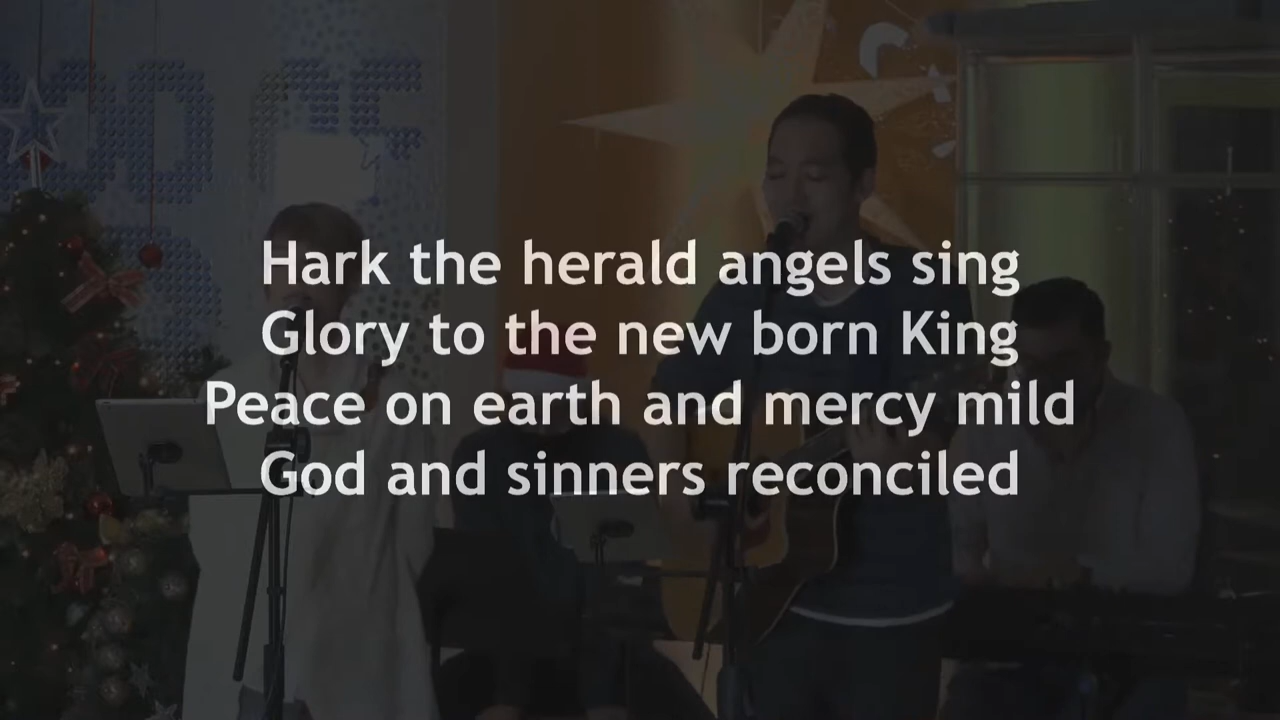 Hark the herald angels sing
Glory to the new born King
Peace on earth and mercy mild
God and sinners reconciled